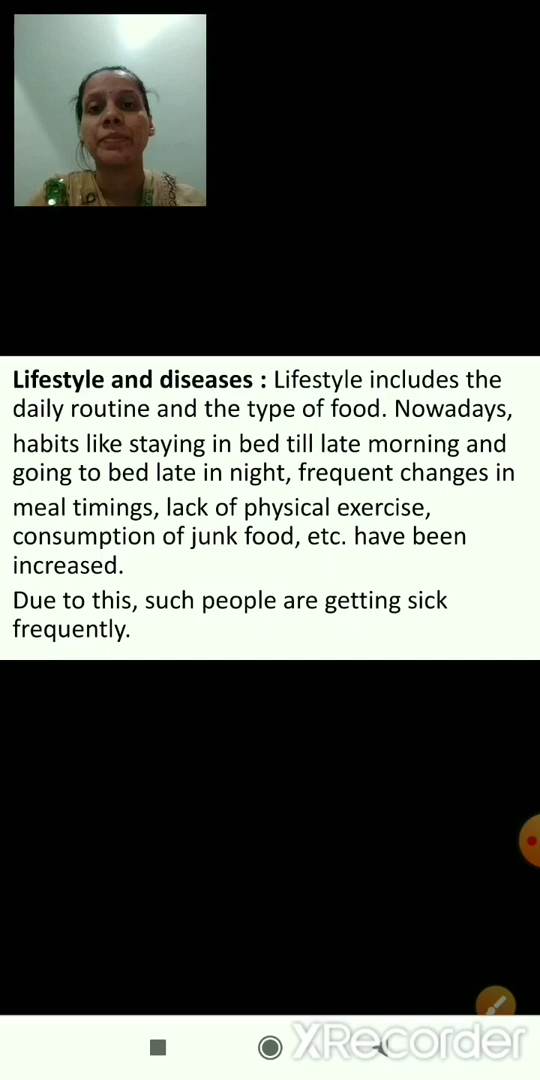 Lifestyle and diseases : Lifestyle includes the
daily routine and the type of food. Nowadays,
habits like staying in bed till late morning and
going to bed late in night, frequent changes in
meal timings, lack of physical exercise,
consumption of junk food, etc. have been
increased.
Due to this, such people are getting sick
frequently.
XRecorder